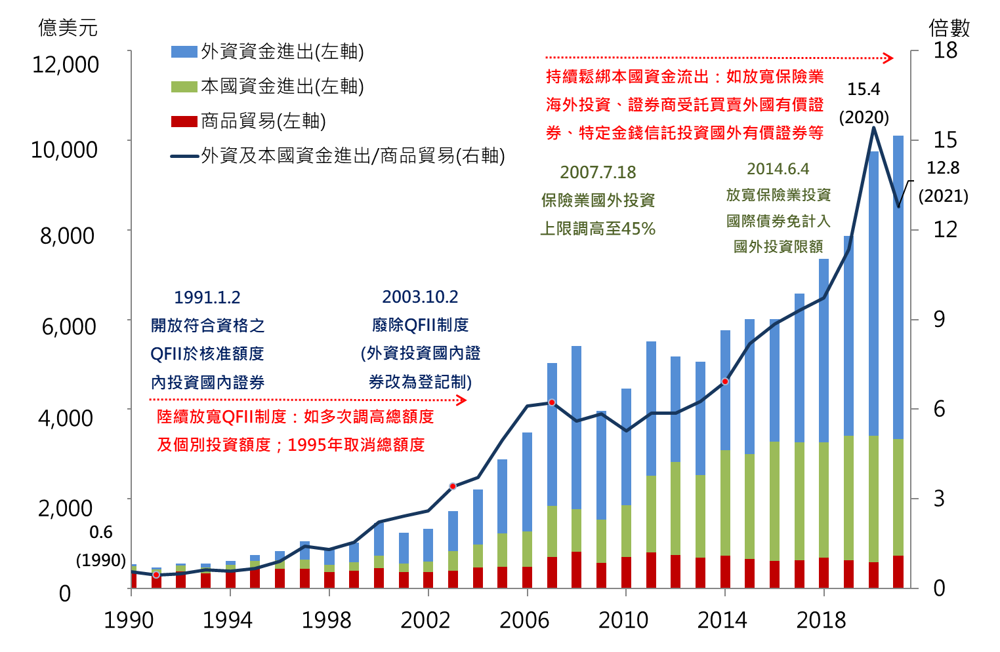 億美元
倍數
外資資金進出(左軸)
本國資金進出(左軸)
商品貿易(左軸)
外資及本國資金進出/商品貿易(右軸)
12,000
10,000
8,000
6,000
4,000
2,000
0
18
15
12
9
6
3
0
持續鬆綁本國資金流出：如放寬保險業
海外投資、證券商受託買賣外國有價證
券、特定金錢信託投資國外有價證券等
15.4
(2020)
12.8
(2021)
2007.7.18
保險業國外投資
上限調高至45%
2014.6.4
放寬保險業投資
國際債券免計入
國外投資限額
1991.1.2
開放符合資格之
QFII於核准額度
內投資國內證券
2003.10.2
廢除QFII制度
(外資投資國內證
券改為登記制)
陸續放寬QFII制度：如多次調高總額度
及個別投資額度；1995年取消總額度
0.6
(1990)
1990
1994
1998
2002
2006
2010
2014
2018